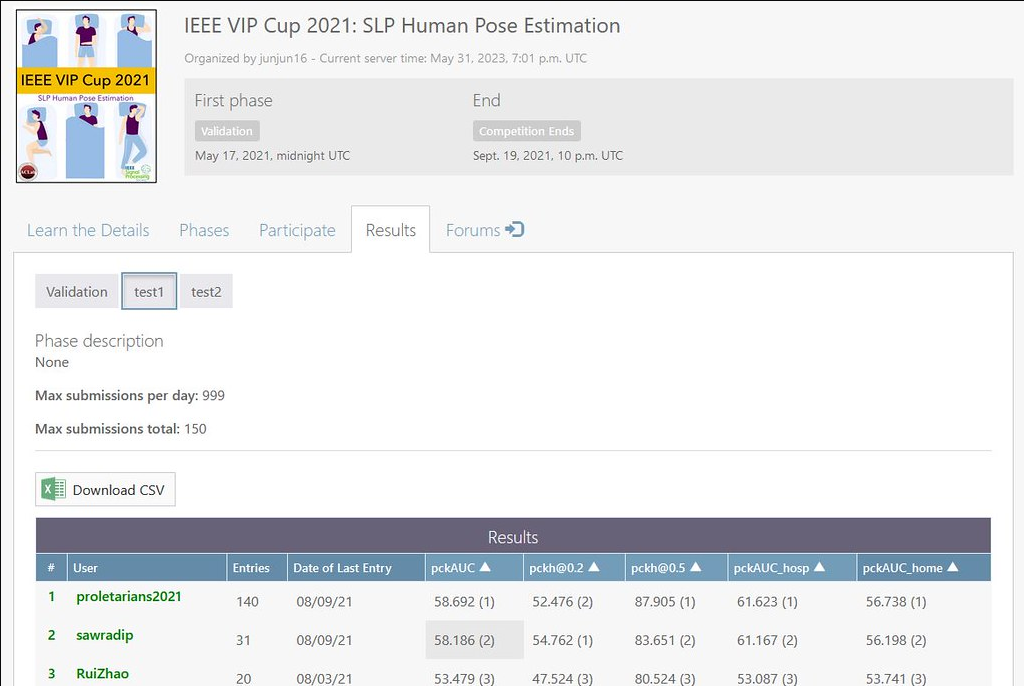 IEEE VIP Cup 2021
SLP Human Pose Estimation
IEEE VIP Cup 2021: SLP Human Pose Estimation
Organized by junjun16 - Current server time: May 31, 2023, 7:01 p.m. UTC
First phase End
Validation Competition Ends
May 17, 2021, midnight UTC Sept. 19, 2021, 10 p.m. UTC
Learn the Details Phases Participate Results Forums
Validation test1 test2
Phase description
None
Max submissions per day: 999
Max submissions total: 150
Download CSV
Results
# User Entries Date of Last Entry pckAUC ▲ pckh@0.2 ▲ pckh@0.5 ▲ pckAUC_hosp ▲ pckAUC_home ▲
1 proletarians2021 140 08/09/21 58.692 (1) 52.476 (2) 87.905 (1) 61.623 (1) 56.738 (1)
2 sawradip 31 08/09/21 58.186 (2) 54.762 (1) 83.651 (2) 61.167 (2) 56.198 (2)
3 RuiZhao 20 08/03/21 53.479 (3) 47.524 (3) 80.524 (3) 53.087 (3) 53.741 (3)